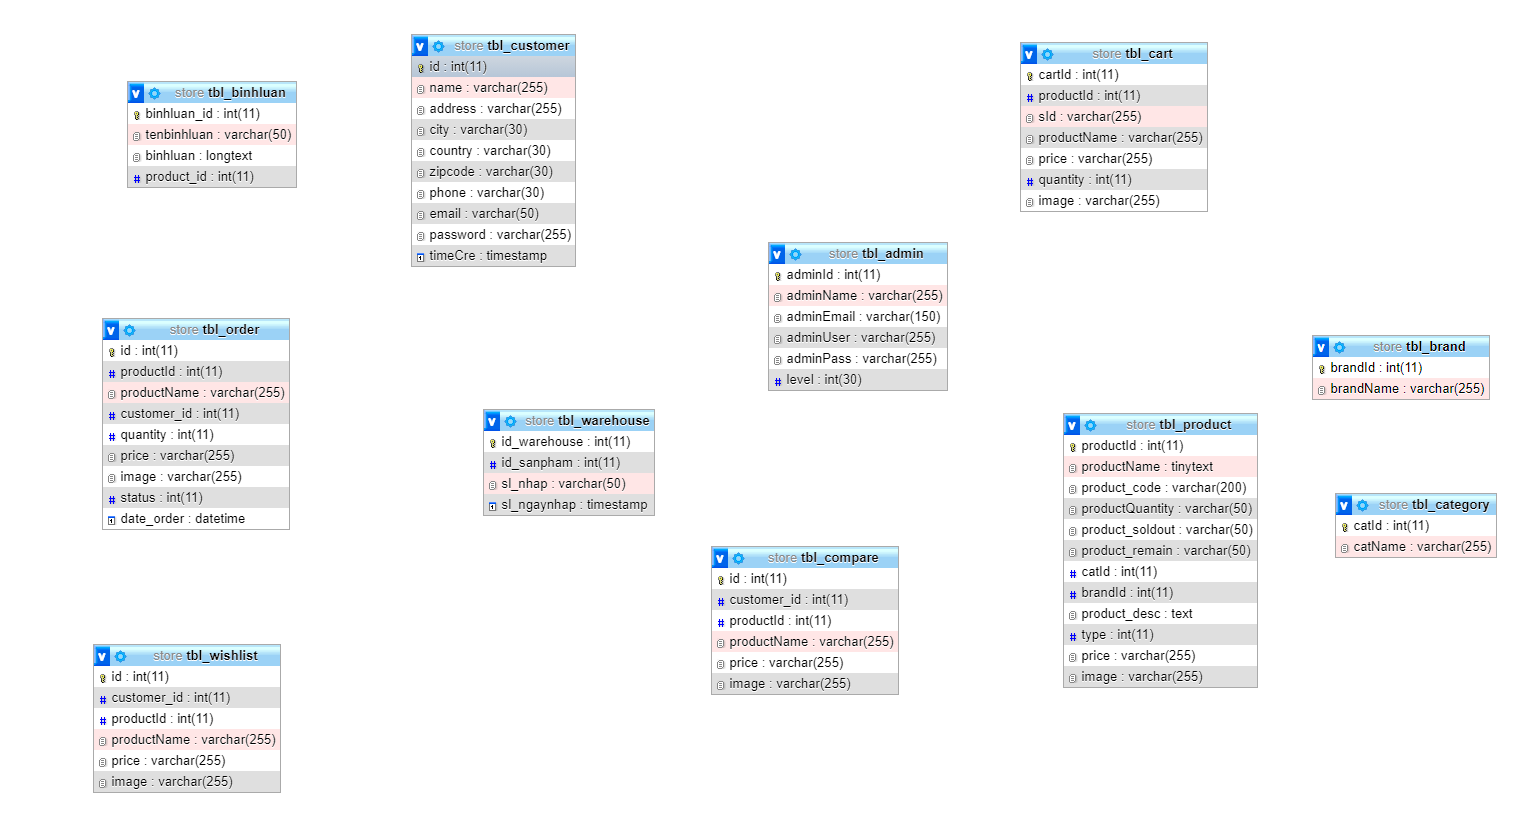 store tbl_binhluan
binhluan_id : int(11)
tenbinhluan : varchar(50)
binhluan : longtext
product_id : int(11)
store tbl_customer
id : int(11)
name : varchar(255)
address : varchar(255)
city : varchar(30)
country : varchar(30)
zipcode : varchar(30)
phone : varchar(30)
email : varchar(50)
password : varchar(255)
timeCre : timestamp
store tbl_cart
cartId : int(11)
productId : int(11)
sId : varchar(255)
productName : varchar(255)
price : varchar(255)
quantity : int(11)
image : varchar(255)
store tbl_admin
adminId : int(11)
adminName : varchar(255)
adminEmail : varchar(150)
adminUser : varchar(255)
adminPass : varchar(255)
level : int(30)
store tbl_order
id : int(11)
productId : int(11)
productName : varchar(255)
customer_id : int(11)
quantity : int(11)
price : varchar(255)
image : varchar(255)
status : int(11)
date_order : datetime
store tbl_warehouse
id_warehouse : int(11)
id_sanpham : int(11)
sl_nhap : varchar(50)
sl_ngaynhap : timestamp
store tbl_brand
brandId : int(11)
brandName : varchar(255)
store tbl_product
productId : int(11)
productName : tinytext
product_code : varchar(200)
productQuantity : varchar(50)
product_soldout : varchar(50)
product_remain : varchar(50)
catId : int(11)
brandId : int(11)
product_desc : text
type : int(11)
price : varchar(255)
image : varchar(255)
store tbl_category
catId : int(11)
catName : varchar(255)
store tbl_compare
id : int(11)
customer_id : int(11)
productId : int(11)
productName : varchar(255)
price : varchar(255)
image : varchar(255)
store tbl_wishlist
id : int(11)
customer_id : int(11)
productId : int(11)
productName : varchar(255)
price : varchar(255)
image : varchar(255)